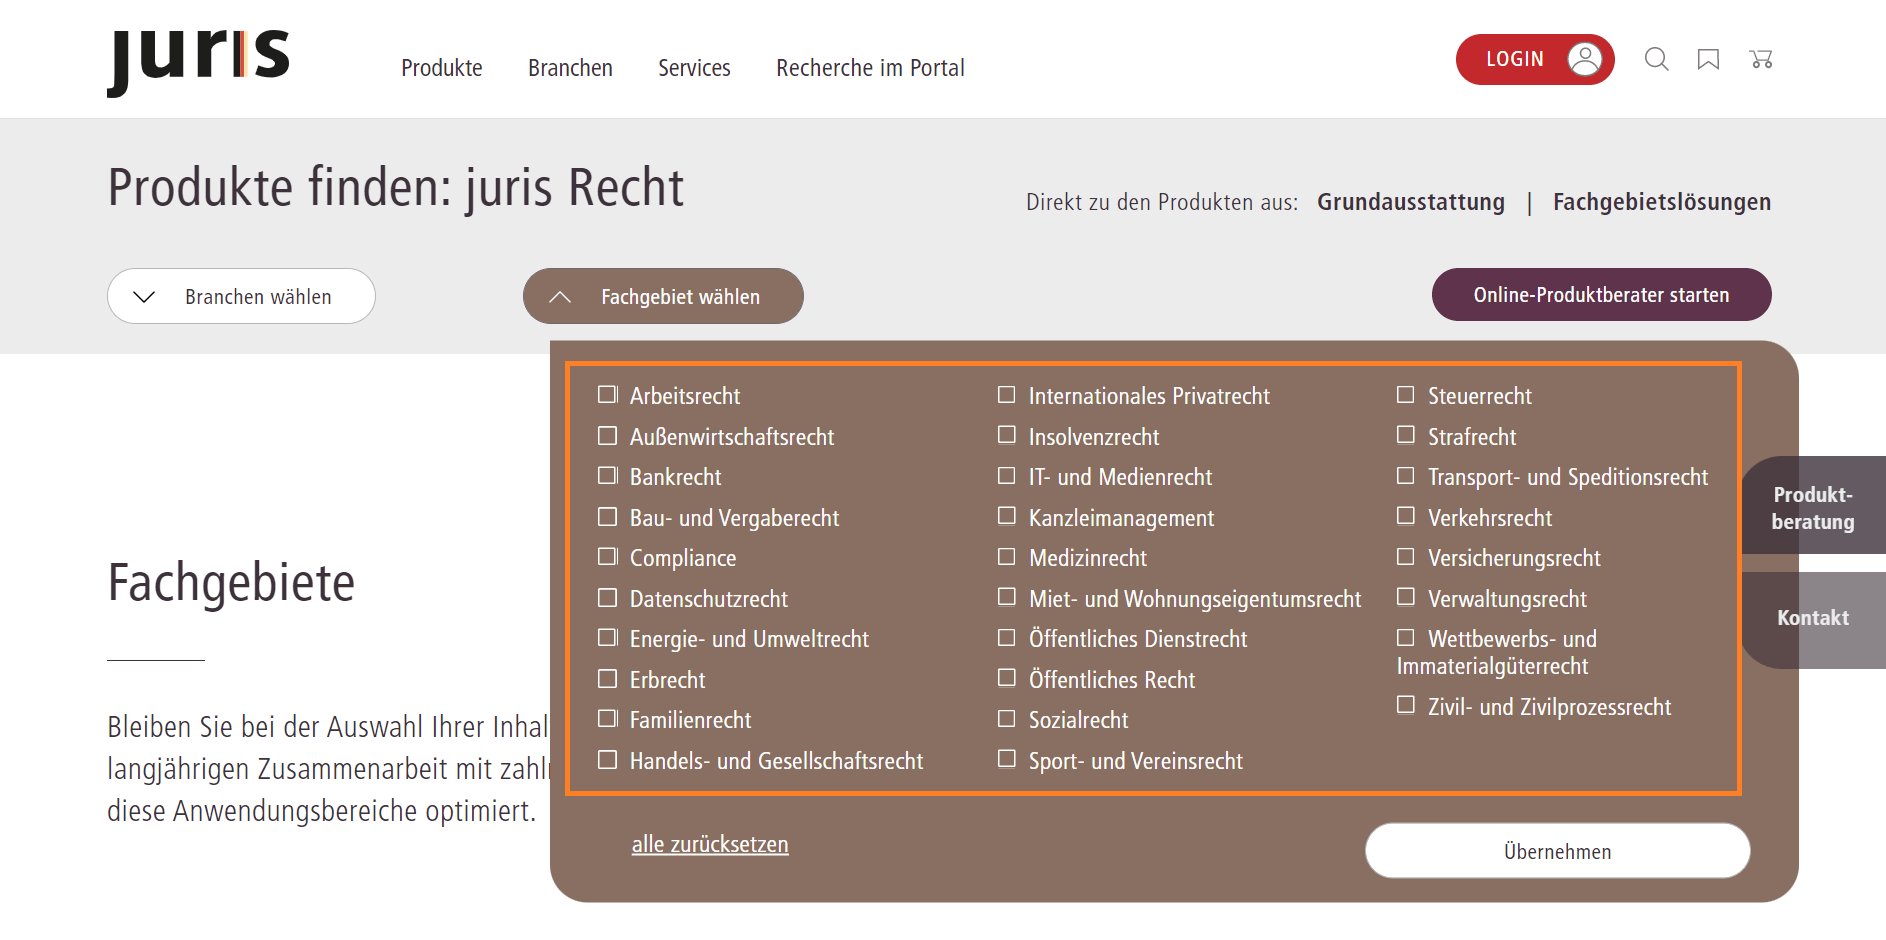 juris
Produkte
Branchen
Services
Recherche im Portal
LOGIN
Produkte finden: juris Recht
Direkt zu den Produkten aus: Grundausstattung | Fachgebietslösungen
Branchen wählen
Fachgebiet wählen
Online-Produktberater starten
Arbeitsrecht
Außenwirtschaftsrecht
Bankrecht
Bau- und Vergaberecht
Compliance
Datenschutzrecht
Energie- und Umweltrecht
Erbrecht
Familienrecht
Handels- und Gesellschaftsrecht
Internationales Privatrecht
Insolvenzrecht
IT- und Medienrecht
Kanzleimanagement
Medizinrecht
Miet- und Wohnungseigentumsrecht
Öffentliches Dienstrecht
Öffentliches Recht
Sozialrecht
Sport- und Vereinsrecht
Steuerrecht
Strafrecht
Transport- und Speditionsrecht
Verkehrsrecht
Versicherungsrecht
Verwaltungsrecht
Wettbewerbs- und
Immaterialgüterrecht
Zivil- und Zivilprozessrecht
alle zurücksetzen
Übernehmen
Produkt-
beratung
Kontakt
Fachgebiete
Bleiben Sie bei der Auswahl Ihrer
langjährigen Zusammenarbeit mit
diese Anwendungsbereiche optimiert.